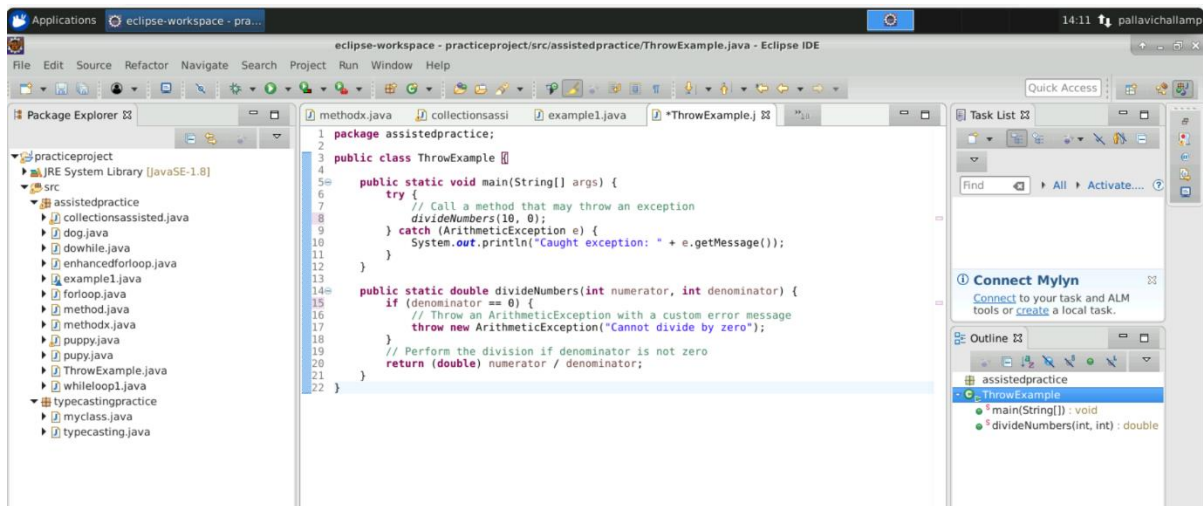 Applications eclipse-workspace - pra... 14:11 pallavichallamp
eclipse-workspace - practiceproject/src/assistedpractice/ThrowExample.java - Eclipse IDE
File Edit Source Refactor Navigate Search Project Run Window Help
Quick Access
Package Explorer
practiceproject
JRE System Library [JavaSE-1.8]
src
assistedpractice
collectionsassisted.java
dog.java
dowhile.java
enhancedforloop.java
example1.java
forloop.java
method.java
methodx.java
puppy.java
pupy.java
ThrowExample.java
whileloop1.java
typecastingpractice
myclass.java
typecasting.java
methodx.java collectionsassi example1.java *ThrowExample.j
1 package assistedpractice;
2
3 public class ThrowExample {
4
5 public static void main(String[] args) {
6 try {
7 // Call a method that may throw an exception
8 divideNumbers(10, 0);
9 } catch (ArithmeticException e) {
10 System.out.println("Caught exception: " + e.getMessage());
11 }
12 }
13
14 public static double divideNumbers(int numerator, int denominator) {
15 if (denominator == 0) {
16 // Throw an ArithmeticException with a custom error message
17 throw new ArithmeticException("Cannot divide by zero");
18 }
19 // Perform the division if denominator is not zero
20 return (double) numerator / denominator;
21 }
22 }
Task List
Find All Activate....
Connect Mylyn
Connect to your task and ALM
tools or create a local task.
Outline
assistedpractice
ThrowExample
main(String[]) : void
divideNumbers(int, int) : double